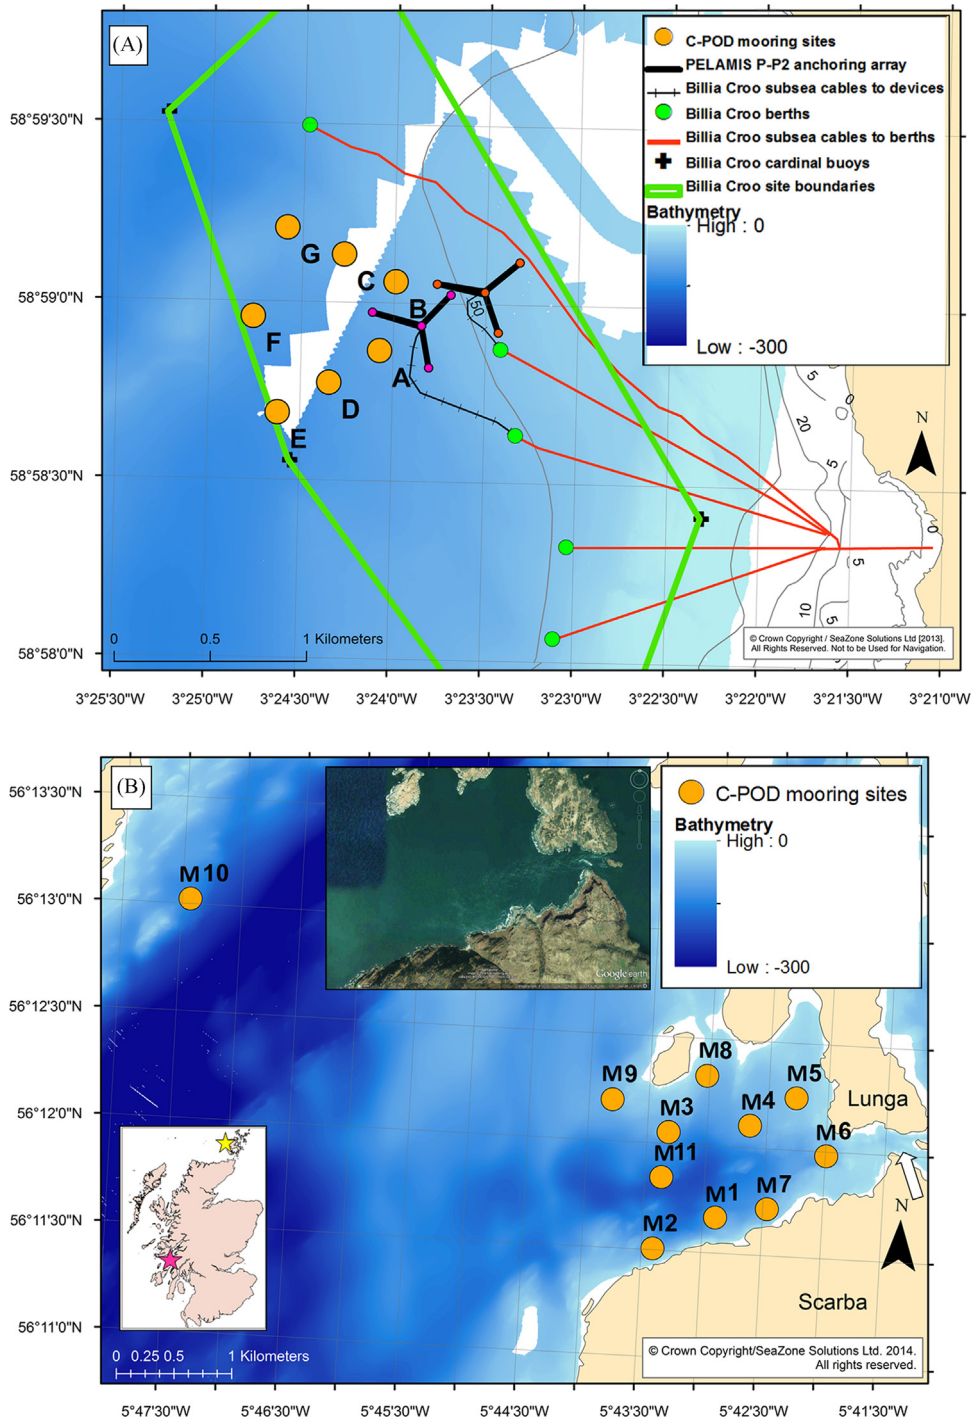 (A)
C-POD mooring sites
PELAMIS P-P2 anchoring array
Billia Croo subsea cables to devices
Billia Croo berths
Billia Croo subsea cables to berths
Billia Croo cardinal buoys
Billia Croo site boundaries
Bathymetry
High : 0
Low : -300
58°59'30"N
58°59'0"N
58°58'30"N
58°58'0"N
G
C
B
F
A
D
E
50
5
0
20
5
0
5
10
5
N
0 0.5 1 Kilometers
© Crown Copyright / SeaZone Solutions Ltd [2013].
All Rights Reserved. Not to be Used for Navigation.
3°25'30"W 3°25'0"W 3°24'30"W 3°24'0"W 3°23'30"W 3°23'0"W 3°22'30"W 3°22'0"W 3°21'30"W 3°21'0"W
(B)
C-POD mooring sites
Bathymetry
High : 0
Low : -300
Google earth
56°13'30"N
56°13'0"N
56°12'30"N
56°12'0"N
56°11'30"N
56°11'0"N
M10
M8
M9
M5
M3
M4
Lunga
M6
M11
M1
M7
M2
N
Scarba
0 0.25 0.5 1 Kilometers
© Crown Copyright/SeaZone Solutions Ltd. 2014.
All rights reserved.
5°47'30"W 5°46'30"W 5°45'30"W 5°44'30"W 5°43'30"W 5°42'30"W 5°41'30"W